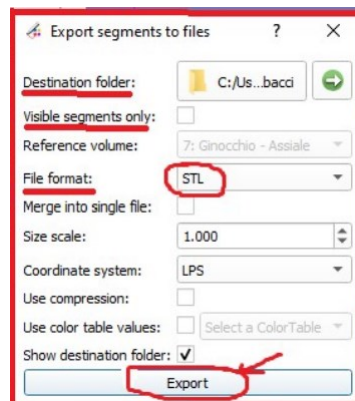 Export segments to files ? X
Destination folder: C:/Us...bacci
Visible segments only:
Reference volume: 7: Ginocchio - Assiale
File format: STL
Merge into single file:
Size scale: 1.000
Coordinate system: LPS
Use compression:
Use color table values: Select a ColorTable
Show destination folder:
Export